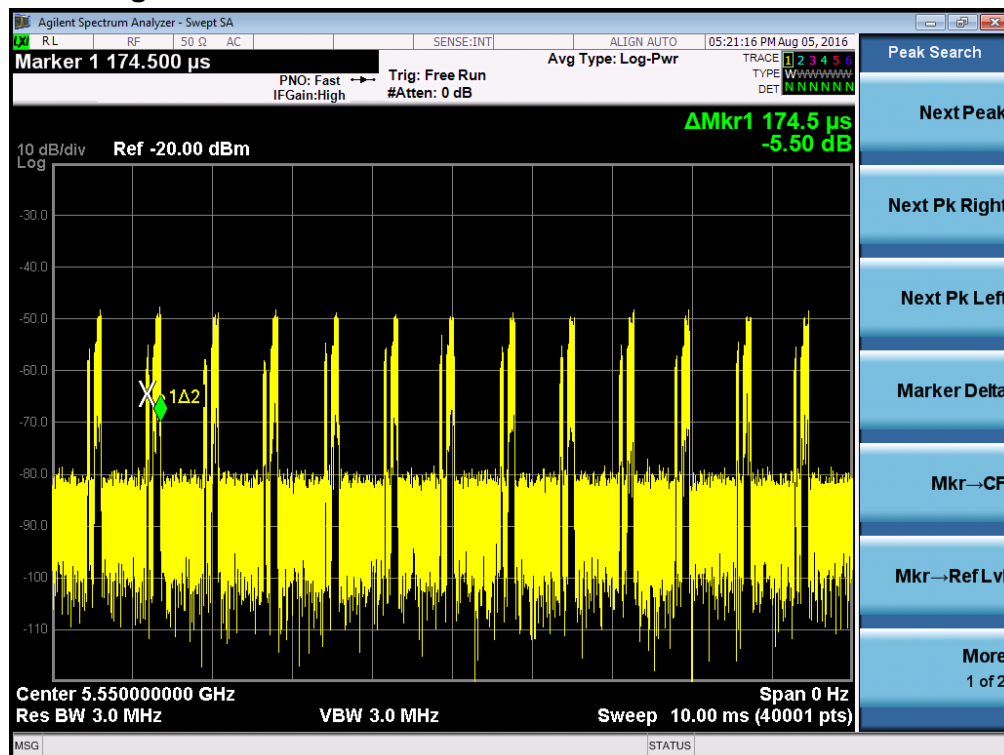 Agilent Spectrum Analyzer - Swept SA
LXI RL RF 50 Ω AC SENSE:INT ALIGN AUTO 05:21:16 PM Aug 05, 2016
Marker 1 174.500 µs
Avg Type: Log-Pwr
TRACE 1 2 3 4 5 6
PNO: Fast
Trig: Free Run
TYPE WWWWWW
IFGain:High
#Atten: 0 dB
DET N N N N N N
ΔMkr1 174.5 µs
-5.50 dB
10 dB/div Ref -20.00 dBm
Log
-30.0
-40.0
-50.0
-60.0
-70.0
-80.0
-90.0
-100
-110
X 1Δ2
Center 5.550000000 GHz Span 0 Hz
Res BW 3.0 MHz VBW 3.0 MHz Sweep 10.00 ms (40001 pts)
MSG STATUS
Peak Search
Next Peak
Next Pk Right
Next Pk Left
Marker Delta
Mkr→CF
Mkr→Ref Lvl
More
1 of 2